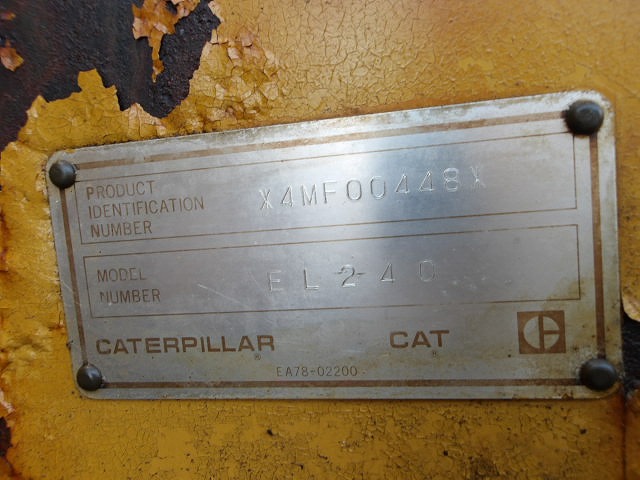 PRODUCT
IDENTIFICATION
NUMBER
X4MF00448X
MODEL
NUMBER
EL240
CATERPILLAR®
CAT®
EA78-02200